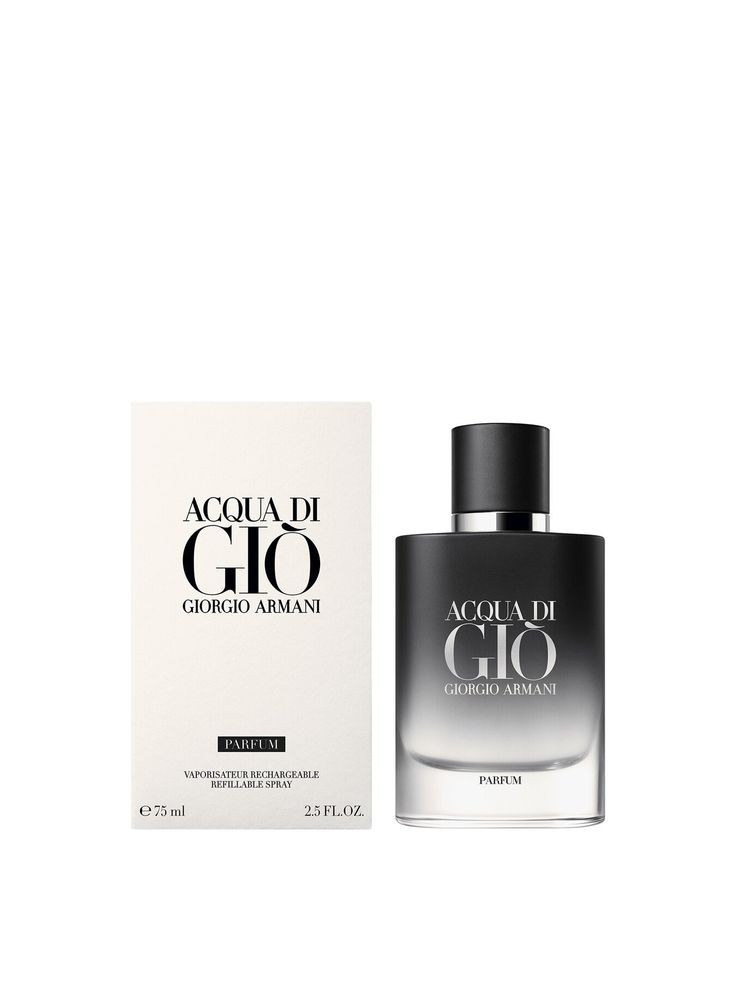 ACQUA DI
GIÒ
GIORGIO ARMANI
PARFUM
VAPORISATEUR RECHARGEABLE
REFILLABLE SPRAY
℮ 75 ml 2.5 FL.OZ.
ACQUA DI
GIÒ
GIORGIO ARMANI
PARFUM